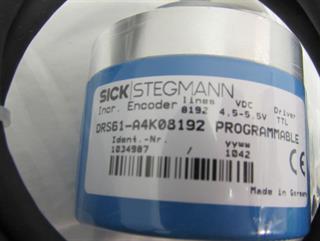 SICK|STEGMANN
lines VDC Driver
Incr. Encoder 8192 4,5-5,5V TTL
DRS61-A4K08192 PROGRAMMABLE
Ident.-Nr. yyww
1034987 / 1042
CE
Made in Germany